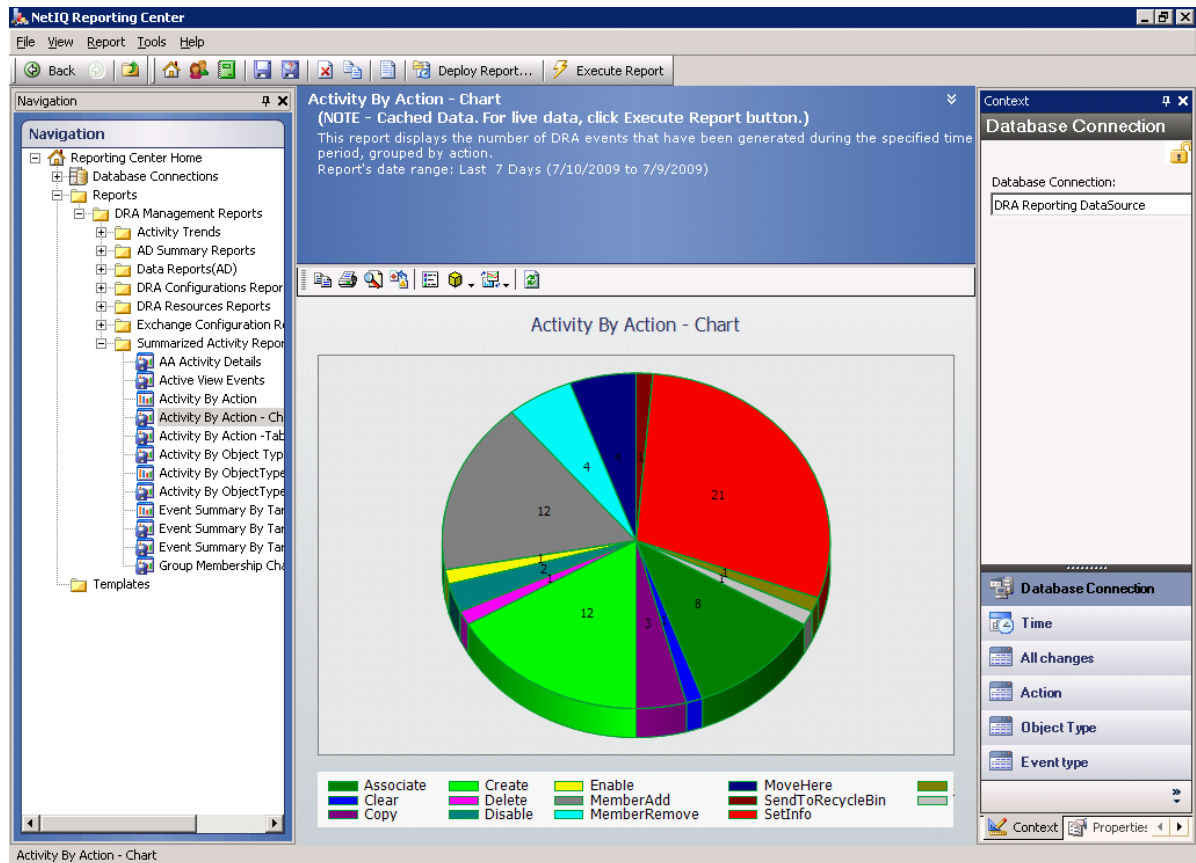 NetIQ Reporting Center
File View Report Tools Help
Back Deploy Report... Execute Report
Navigation
Navigation
Reporting Center Home
Database Connections
Reports
DRA Management Reports
Activity Trends
AD Summary Reports
Data Reports(AD)
DRA Configurations Repor
DRA Resources Reports
Exchange Configuration R
Summarized Activity Repor
AA Activity Details
Active View Events
Activity By Action
Activity By Action - Ch
Activity By Action -Tab
Activity By Object Typ
Activity By ObjectType
Activity By ObjectType
Event Summary By Tar
Event Summary By Tar
Event Summary By Tar
Group Membership Cha
Templates
Activity By Action - Chart
(NOTE - Cached Data. For live data, click Execute Report button.)
This report displays the number of DRA events that have been generated during the specified time
period, grouped by action.
Report's date range: Last 7 Days (7/10/2009 to 7/9/2009)
Activity By Action - Chart
4
4
1
21
12
1
2
1
1
1
12
3
8
Associate Create Enable MoveHere
Clear Delete MemberAdd SendToRecycleBin
Copy Disable MemberRemove SetInfo
Context
Database Connection
Database Connection:
DRA Reporting DataSource
Database Connection
Time
All changes
Action
Object Type
Event type
Context Properties
Activity By Action - Chart